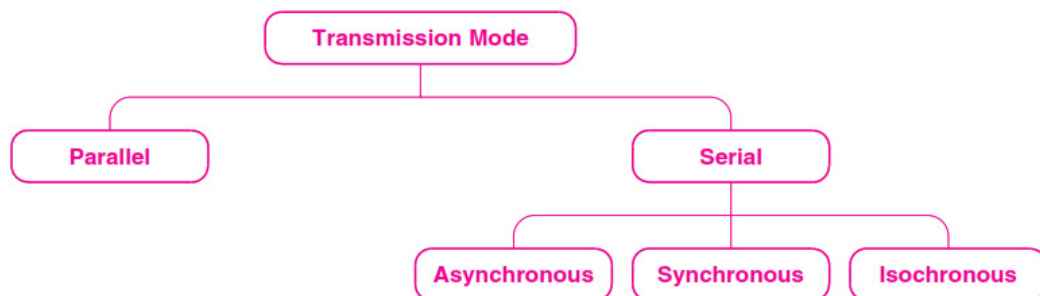 Transmission Mode
Parallel
Serial
Asynchronous
Synchronous
Isochronous